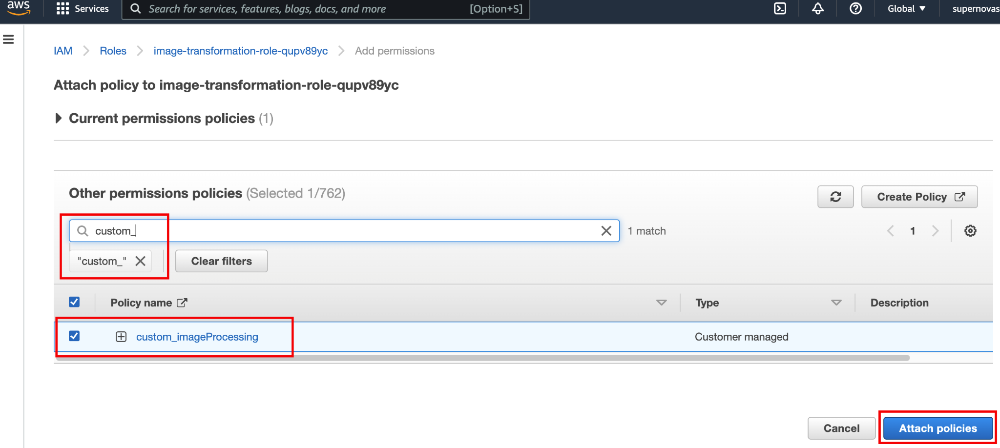 aws Services Search for services, features, blogs, docs, and more [Option+S] Global ▼ supernovas
IAM > Roles > image-transformation-role-qupv89yc > Add permissions
Attach policy to image-transformation-role-qupv89yc
Current permissions policies (1)
Other permissions policies (Selected 1/762)
Create Policy
custom_ 1 match 1
"custom_" Clear filters
Policy name Type Description
custom_imageProcessing Customer managed
Cancel Attach policies